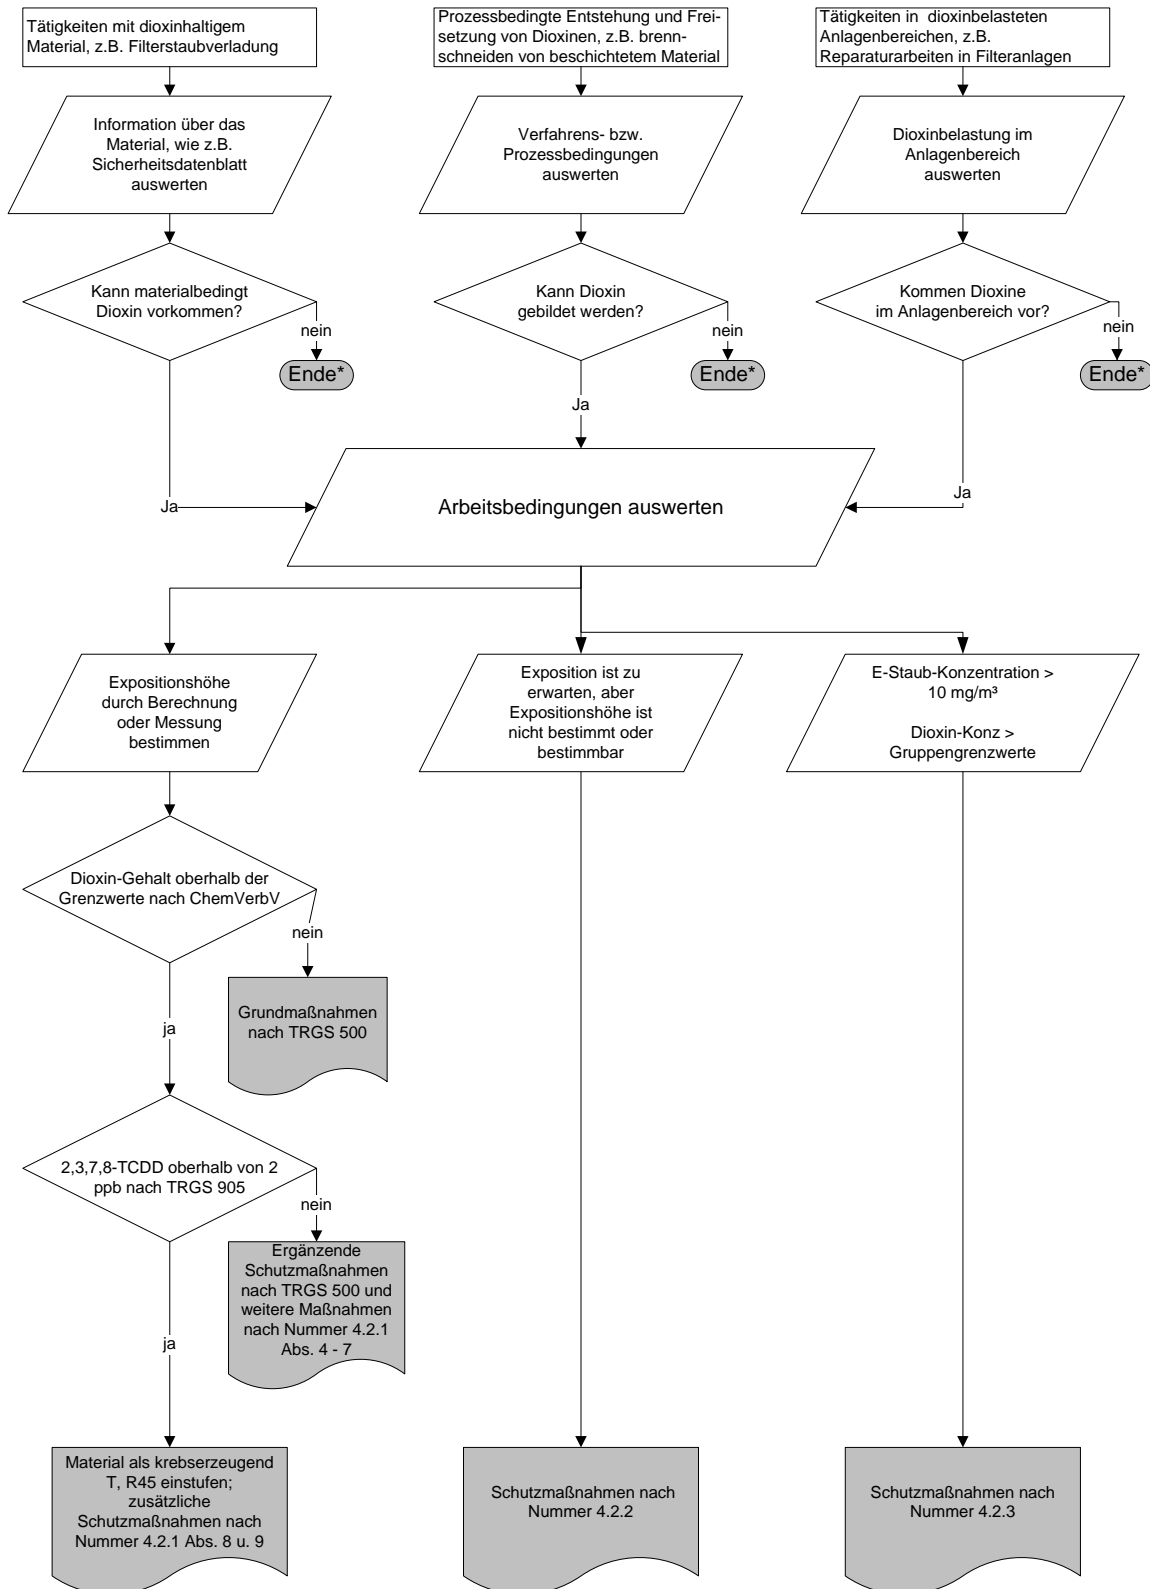 Tätigkeiten mit dioxinhaltigem
Material, z.B. Filterstaubverladung
Prozessbedingte Entstehung und Frei-
setzung von Dioxinen, z.B. brenn-
schneiden von beschichtetem Material
Tätigkeiten in dioxinbelasteten
Anlagenbereichen, z.B.
Reparaturarbeiten in Filteranlagen
Information über das
Material, wie z.B.
Sicherheitsdatenblatt
auswerten
Verfahrens- bzw.
Prozessbedingungen
auswerten
Dioxinbelastung im
Anlagenbereich
auswerten
Kann materialbedingt
Dioxin vorkommen?
nein
Ende*
Kann Dioxin
gebildet werden?
nein
Ende*
Kommen Dioxine
im Anlagenbereich vor?
nein
Ende*
Ja
Ja
Ja
Arbeitsbedingungen auswerten
Expositionshöhe
durch Berechnung
oder Messung
bestimmen
Exposition ist zu
erwarten, aber
Expositionshöhe ist
nicht bestimmt oder
bestimmbar
E-Staub-Konzentration >
10 mg/m³
Dioxin-Konz >
Gruppengrenzwerte
Dioxin-Gehalt oberhalb der
Grenzwerte nach ChemVerbV
nein
Grundmaßnahmen
nach TRGS 500
ja
2,3,7,8-TCDD oberhalb von 2
ppb nach TRGS 905
nein
Ergänzende
Schutzmaßnahmen
nach TRGS 500 und
weitere Maßnahmen
nach Nummer 4.2.1
Abs. 4 - 7
ja
Material als krebserzeugend
T, R45 einstufen;
zusätzliche
Schutzmaßnahmen nach
Nummer 4.2.1 Abs. 8 u. 9
Schutzmaßnahmen nach
Nummer 4.2.2
Schutzmaßnahmen nach
Nummer 4.2.3